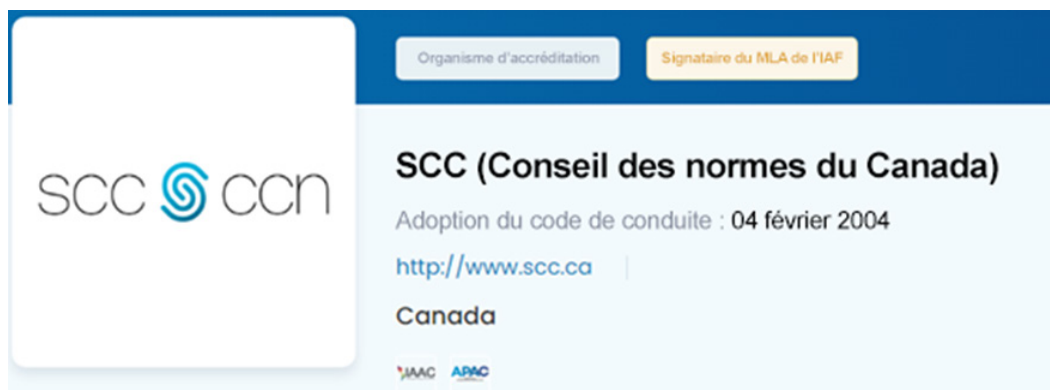 Organisme d'accréditation
Signataire du MLA de l'IAF
scc ccn
SCC (Conseil des normes du Canada)
Adoption du code de conduite : 04 février 2004
http://www.scc.ca
Canada
IAAC APAC